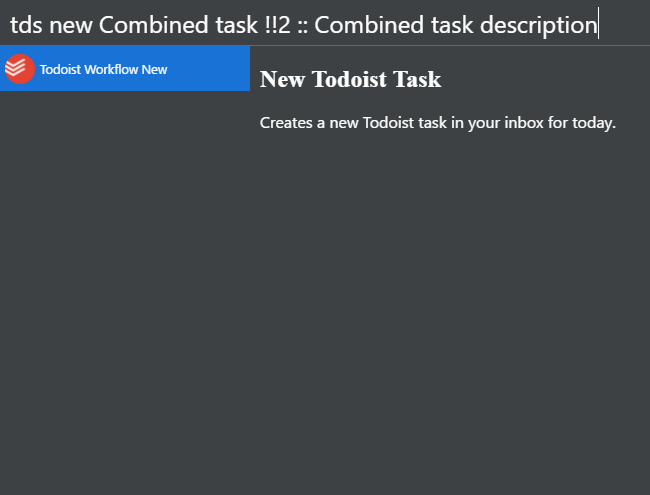 tds new Combined task !!2 :: Combined task description
Todoist Workflow New
New Todoist Task
Creates a new Todoist task in your inbox for today.